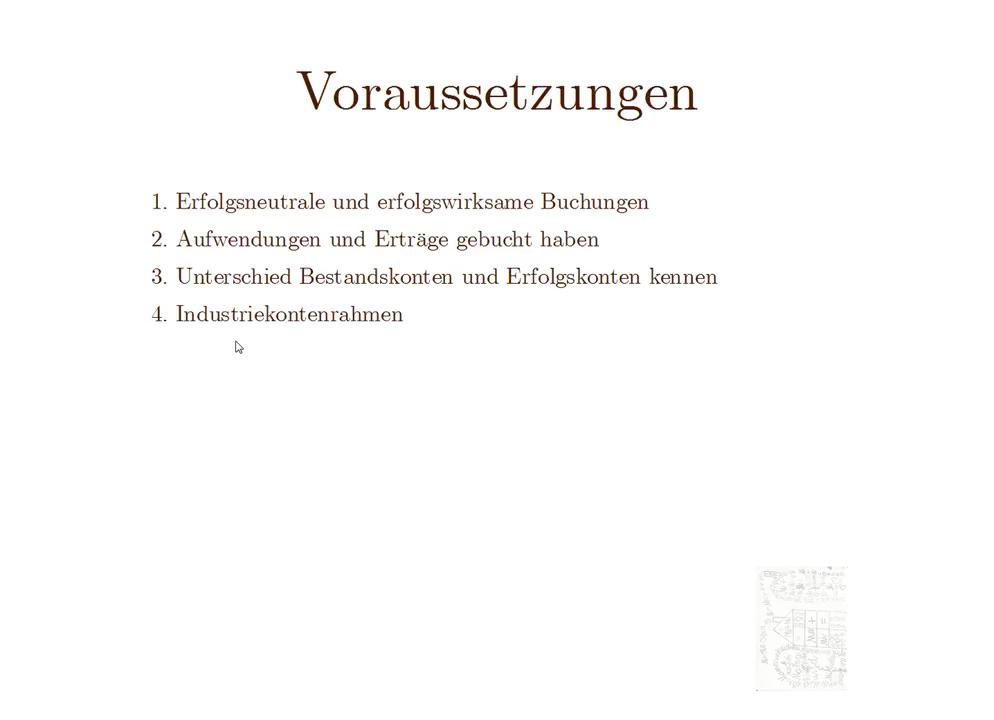 Voraussetzungen
1. Erfolgsneutrale und erfolgswirksame Buchungen
2. Aufwendungen und Erträge gebucht haben
3. Unterschied Bestandskonten und Erfolgskonten kennen
4. Industriekontenrahmen